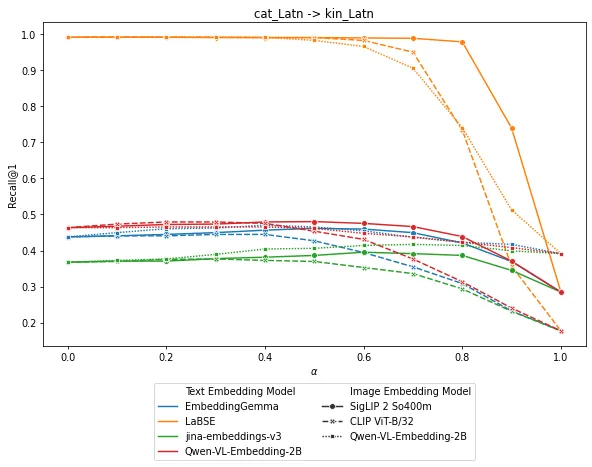 cat_Latn -> kin_Latn
Recall@1
1.0
0.9
0.8
0.7
0.6
0.5
0.4
0.3
0.2
0.0 0.2 0.4 0.6 0.8 1.0
α
Text Embedding Model
EmbeddingGemma
LaBSE
jina-embeddings-v3
Qwen-VL-Embedding-2B
Image Embedding Model
SigLIP 2 So400m
CLIP ViT-B/32
Qwen-VL-Embedding-2B